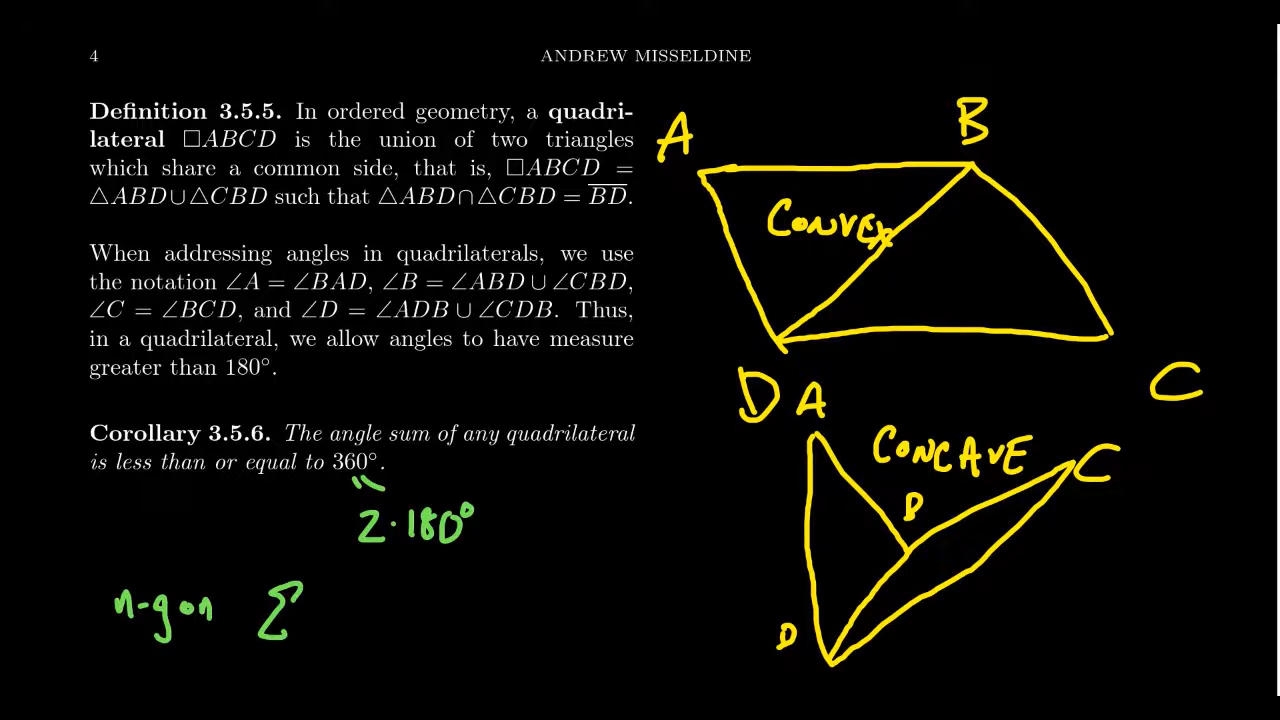 4 ANDREW MISSELDINE
Definition 3.5.5. In ordered geometry, a quadri-
lateral □ABCD is the union of two triangles
which share a common side, that is, □ABCD =
△ABD∪△CBD such that △ABD∩△CBD = B̅D̅.
When addressing angles in quadrilaterals, we use
the notation ∠A = ∠BAD, ∠B = ∠ABD ∪ ∠CBD,
∠C = ∠BCD, and ∠D = ∠ADB ∪ ∠CDB. Thus,
in a quadrilateral, we allow angles to have measure
greater than 180°.
Corollary 3.5.6. The angle sum of any quadrilateral
is less than or equal to 360°.
2·180°
n-gon Σ
A
B
CONVEX
D
C
A
CONCAVE
C
B
D